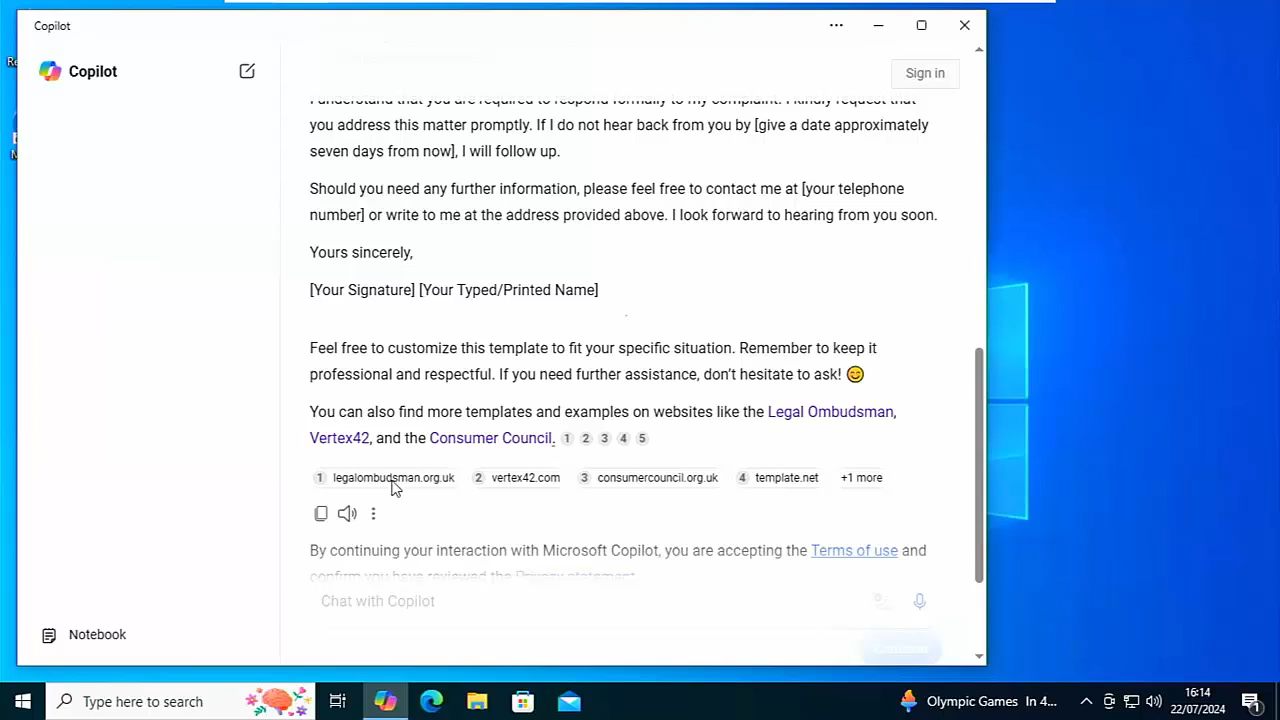 Copilot
Copilot
Sign in
I understand that you are required to respond formally to my complaint. I kindly request that
you address this matter promptly. If I do not hear back from you by [give a date approximately
seven days from now], I will follow up.
Should you need any further information, please feel free to contact me at [your telephone
number] or write to me at the address provided above. I look forward to hearing from you soon.
Yours sincerely,
[Your Signature] [Your Typed/Printed Name]
Feel free to customize this template to fit your specific situation. Remember to keep it
professional and respectful. If you need further assistance, don’t hesitate to ask! 😊
You can also find more templates and examples on websites like the Legal Ombudsman,
Vertex42, and the Consumer Council. 1 2 3 4 5
1 legalombudsman.org.uk 2 vertex42.com 3 consumercouncil.org.uk 4 template.net +1 more
By continuing your interaction with Microsoft Copilot, you are accepting the Terms of use and
confirm you have reviewed the Privacy statement.
Chat with Copilot
Continue
Notebook
Type here to search
Olympic Games In 4...
16:14
22/07/2024
1